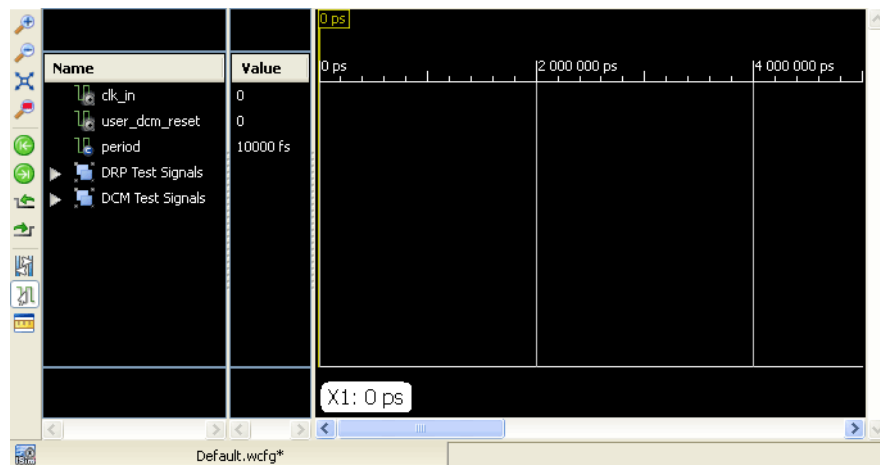 0 ps
Name Value 0 ps 2 000 000 ps 4 000 000 ps
clk_in 0
user_dcm_reset 0
period 10000 fs
DRP Test Signals
DCM Test Signals
X1: 0 ps
ISim Default.wcfg*